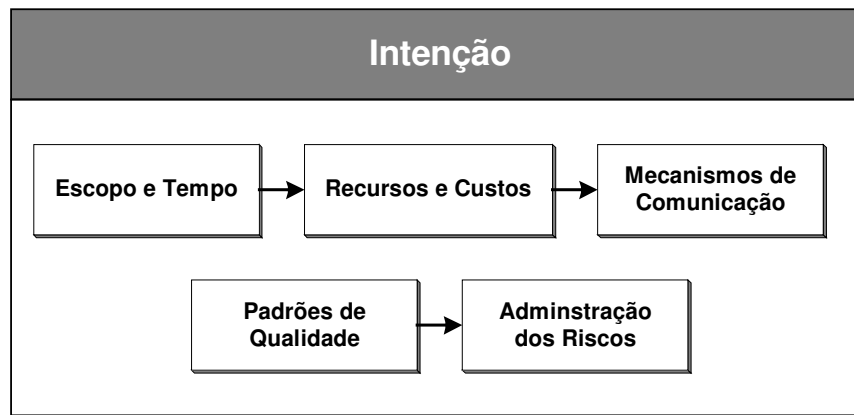 Intenção
Escopo e Tempo
Recursos e Custos
Mecanismos de
Comunicação
Padrões de
Qualidade
Adminstração
dos Riscos